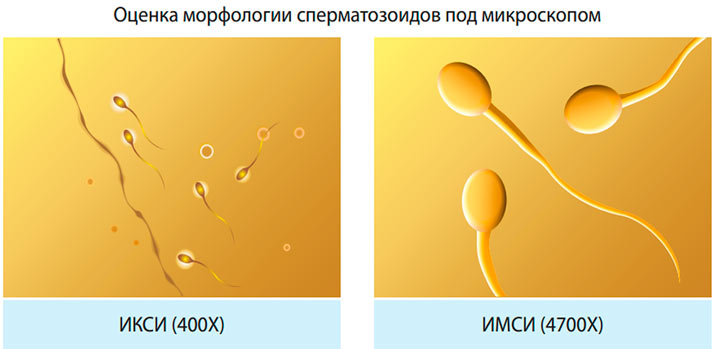 Оценка морфологии сперматозоидов под микроскопом
ИКСИ (400X)
ИМСИ (4700X)